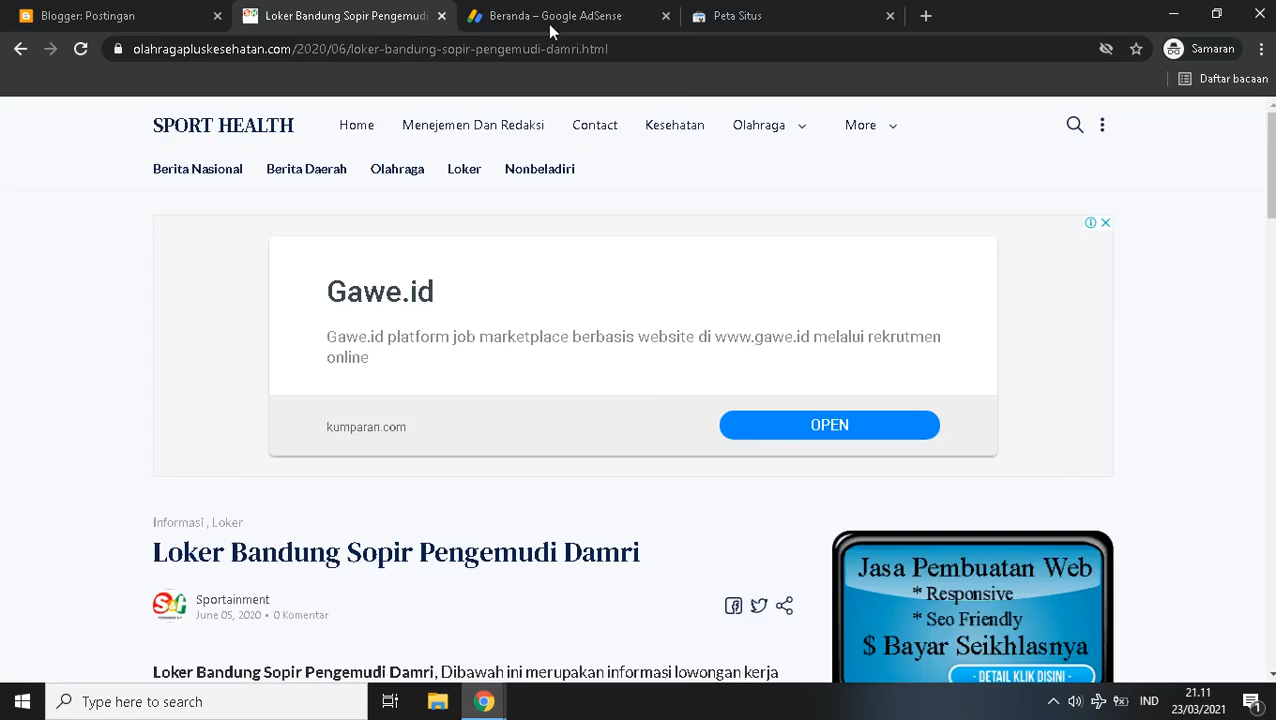 Blogger: Postingan
Loker Bandung Sopir Pengemudi
Beranda – Google AdSense
Peta Situs
olahragapluskesehatan.com/2020/06/loker-bandung-sopir-pengemudi-damri.html
Samaran
Daftar bacaan
SPORT HEALTH
Home
Menejemen Dan Redaksi
Contact
Kesehatan
Olahraga
More
Berita Nasional
Berita Daerah
Olahraga
Loker
Nonbeladiri
Gawe.id
Gawe.id platform job marketplace berbasis website di www.gawe.id melalui rekrutmen
online
kumparan.com
OPEN
Informasi , Loker
Loker Bandung Sopir Pengemudi Damri
Sportainment
June 05, 2020 • 0 Komentar
Loker Bandung Sopir Pengemudi Damri, Dibawah ini merupakan informasi lowongan kerja
Jasa Pembuatan Web
* Responsive
* Seo Friendly
$ Bayar Seikhlasnya
- DETAIL KLIK DISINI -
Type here to search
IND
21.11
23/03/2021
1